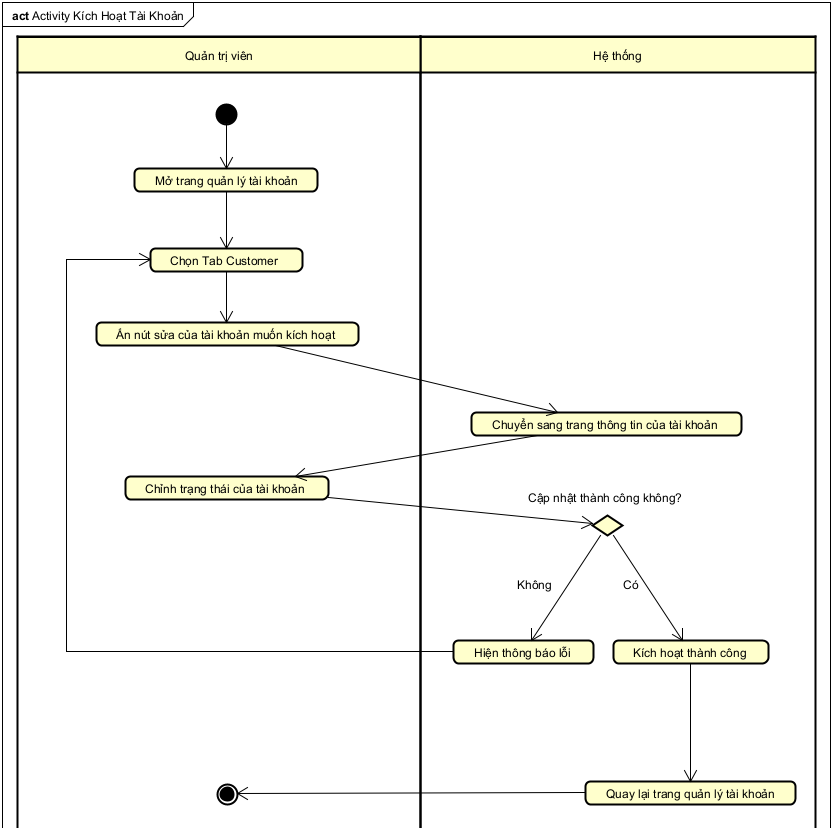 act Activity Kích Hoạt Tài Khoản
Quản trị viên
Hệ thống
Mở trang quản lý tài khoản
Chọn Tab Customer
Ấn nút sửa của tài khoản muốn kích hoạt
Chuyển sang trang thông tin của tài khoản
Chỉnh trạng thái của tài khoản
Cập nhật thành công không?
Không
Có
Hiện thông báo lỗi
Kích hoạt thành công
Quay lại trang quản lý tài khoản